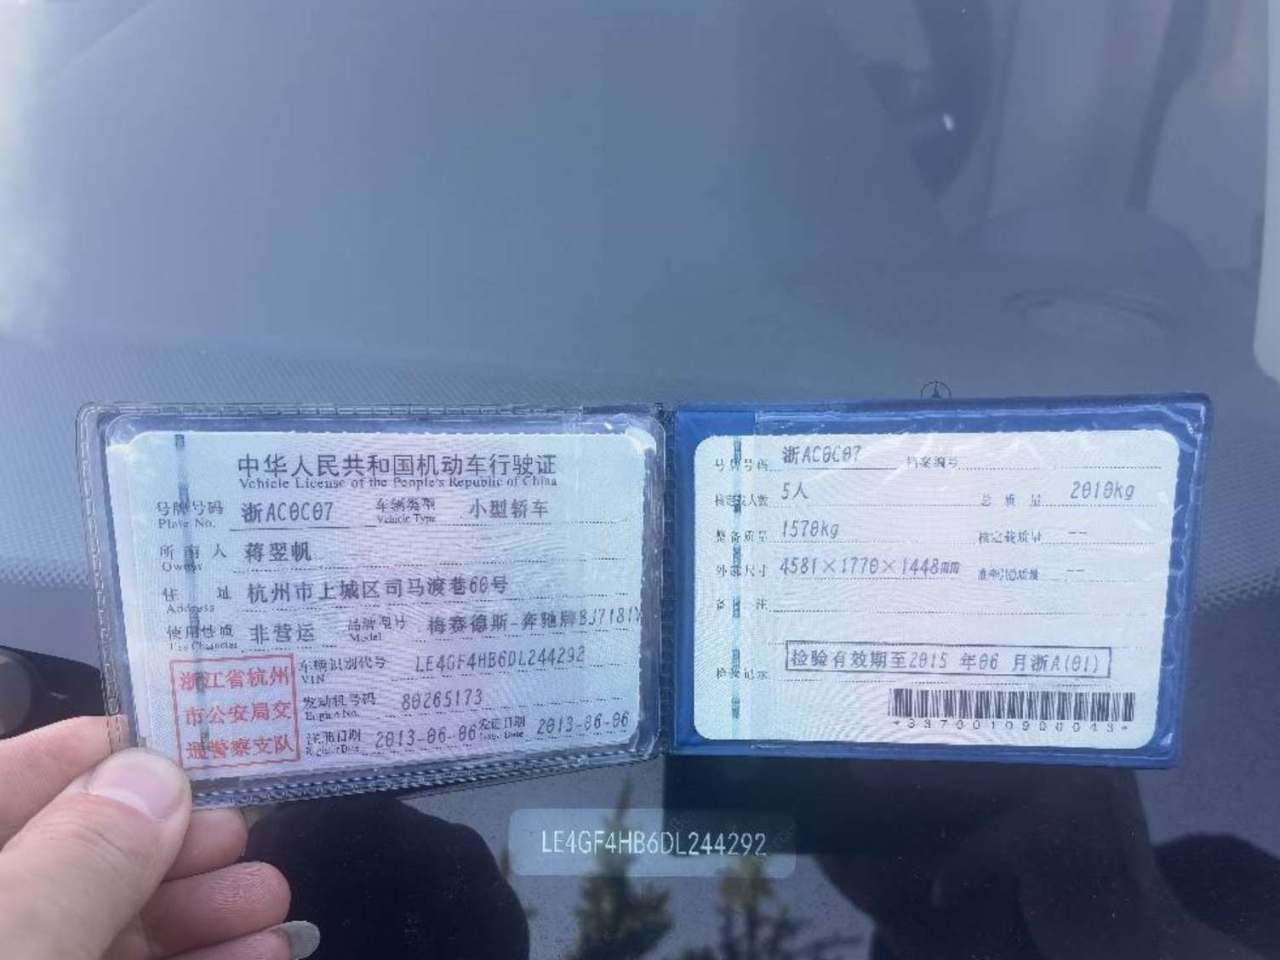 中华人民共和国机动车行驶证
Vehicle License of the People's Republic of China
号牌号码 浙AC0C07 车辆类型 小型轿车
Plate No. Vehicle Type
所有人 蒋翌帆
Owner
住址 杭州市上城区司马渡巷60号
Address
使用性质 非营运 品牌型号 梅赛德斯-奔驰牌BJ7181V
Use Character Model
浙江省杭州
市公安局交
通警察支队
车辆识别代号 LE4GF4HB6DL244292
VIN
发动机号码 80265173
Engine No.
注册日期 2013-06-06 发证日期 2013-06-06
Register Date Issue Date
号牌号码 浙AC0C07 档案编号
核定载人数 5人 总质量 2010kg
整备质量 1570kg 核定载质量 --
外廓尺寸 4581×1770×1448mm 准牵引总质量 --
备注
检验记录 检验有效期至2015年06月浙A(01)
*3370010900043*
LE4GF4HB6DL244292